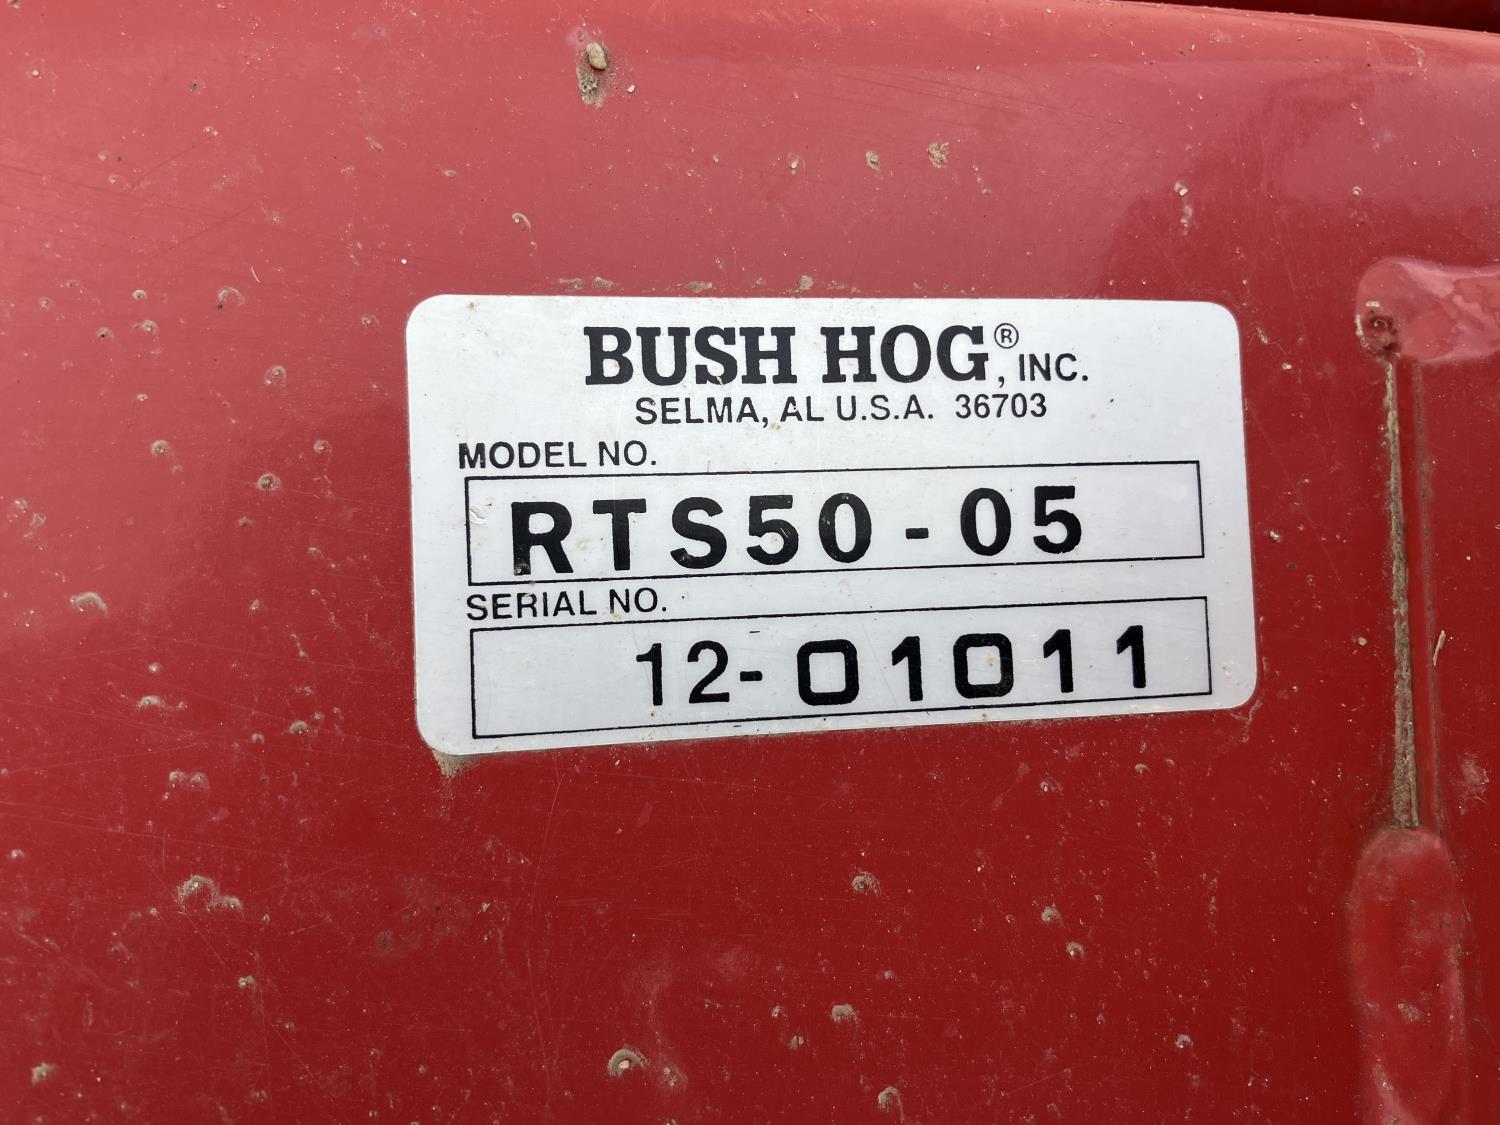 BUSH HOG®, INC.
SELMA, AL U.S.A. 36703
MODEL NO.
RTS50-05
SERIAL NO.
12-01011